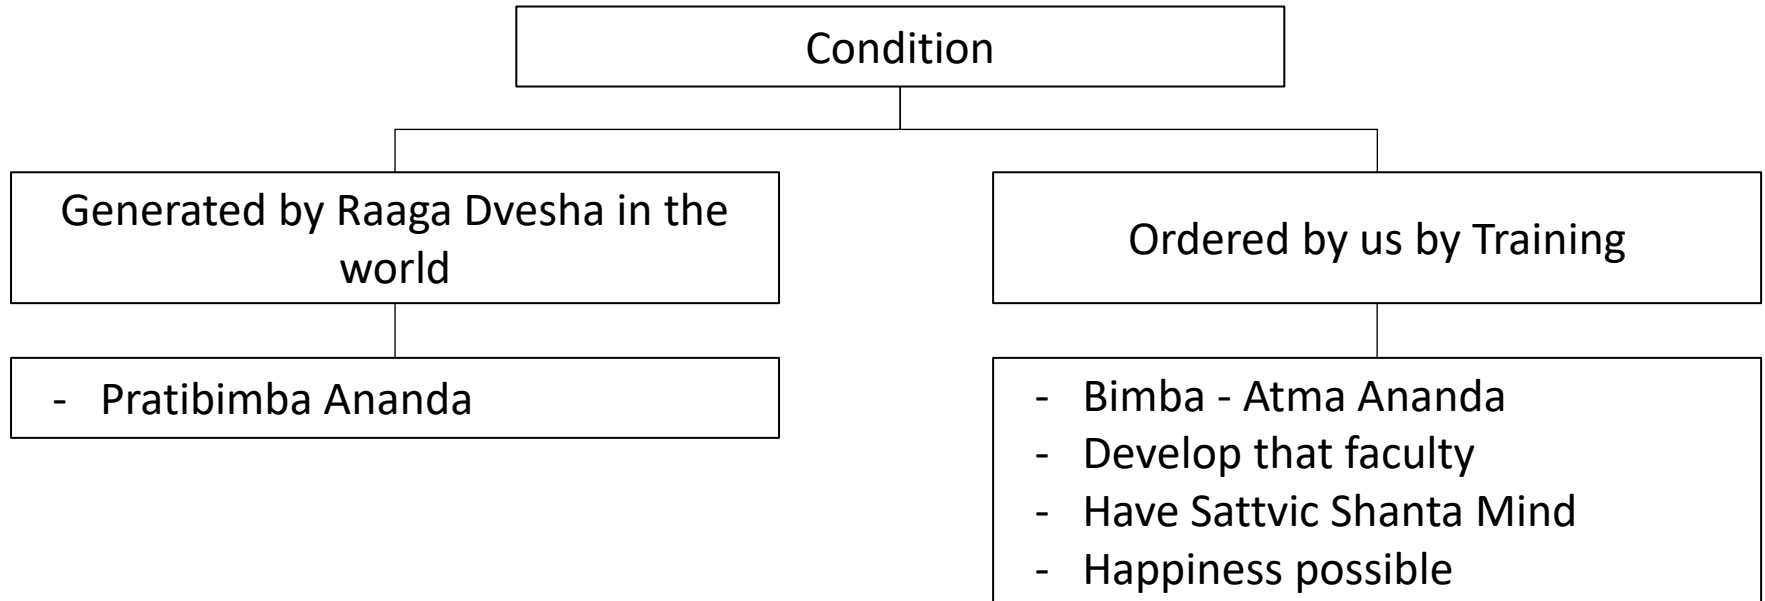 Condition
Generated by Raaga Dvesha in the
world
Ordered by us by Training
- Pratibimba Ananda
- Bimba - Atma Ananda
- Develop that faculty
- Have Sattvic Shanta Mind
- Happiness possible